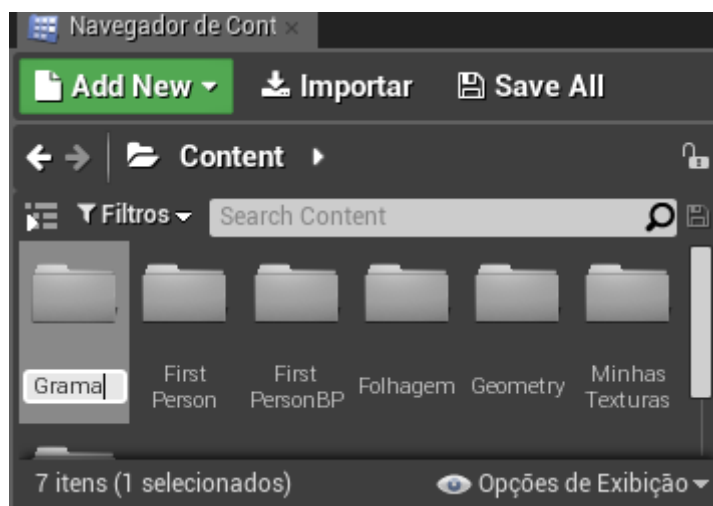 Navegador de Cont
Add New Importar Save All
Content
Filtros Search Content
Grama
First Person
First PersonBP
Folhagem
Geometry
Minhas Texturas
7 itens (1 selecionados) Opções de Exibição